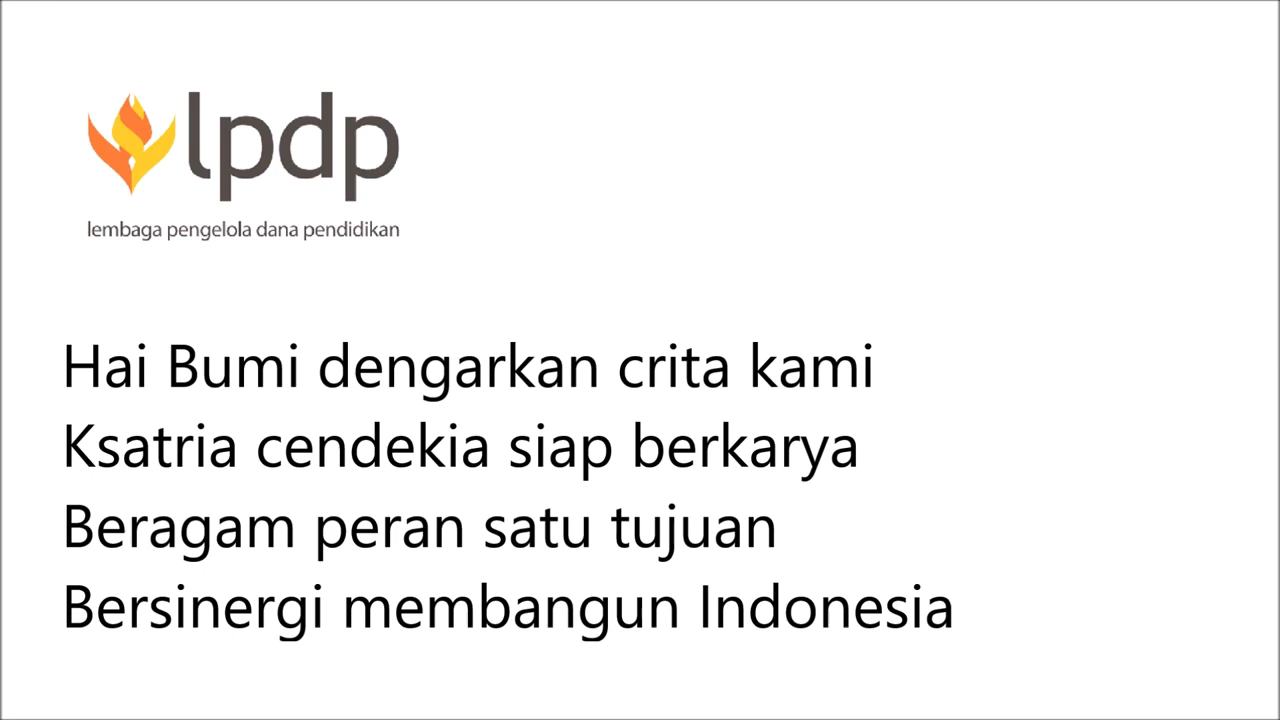 lpdp
lembaga pengelola dana pendidikan
Hai Bumi dengarkan crita kami
Ksatria cendekia siap berkarya
Beragam peran satu tujuan
Bersinergi membangun Indonesia